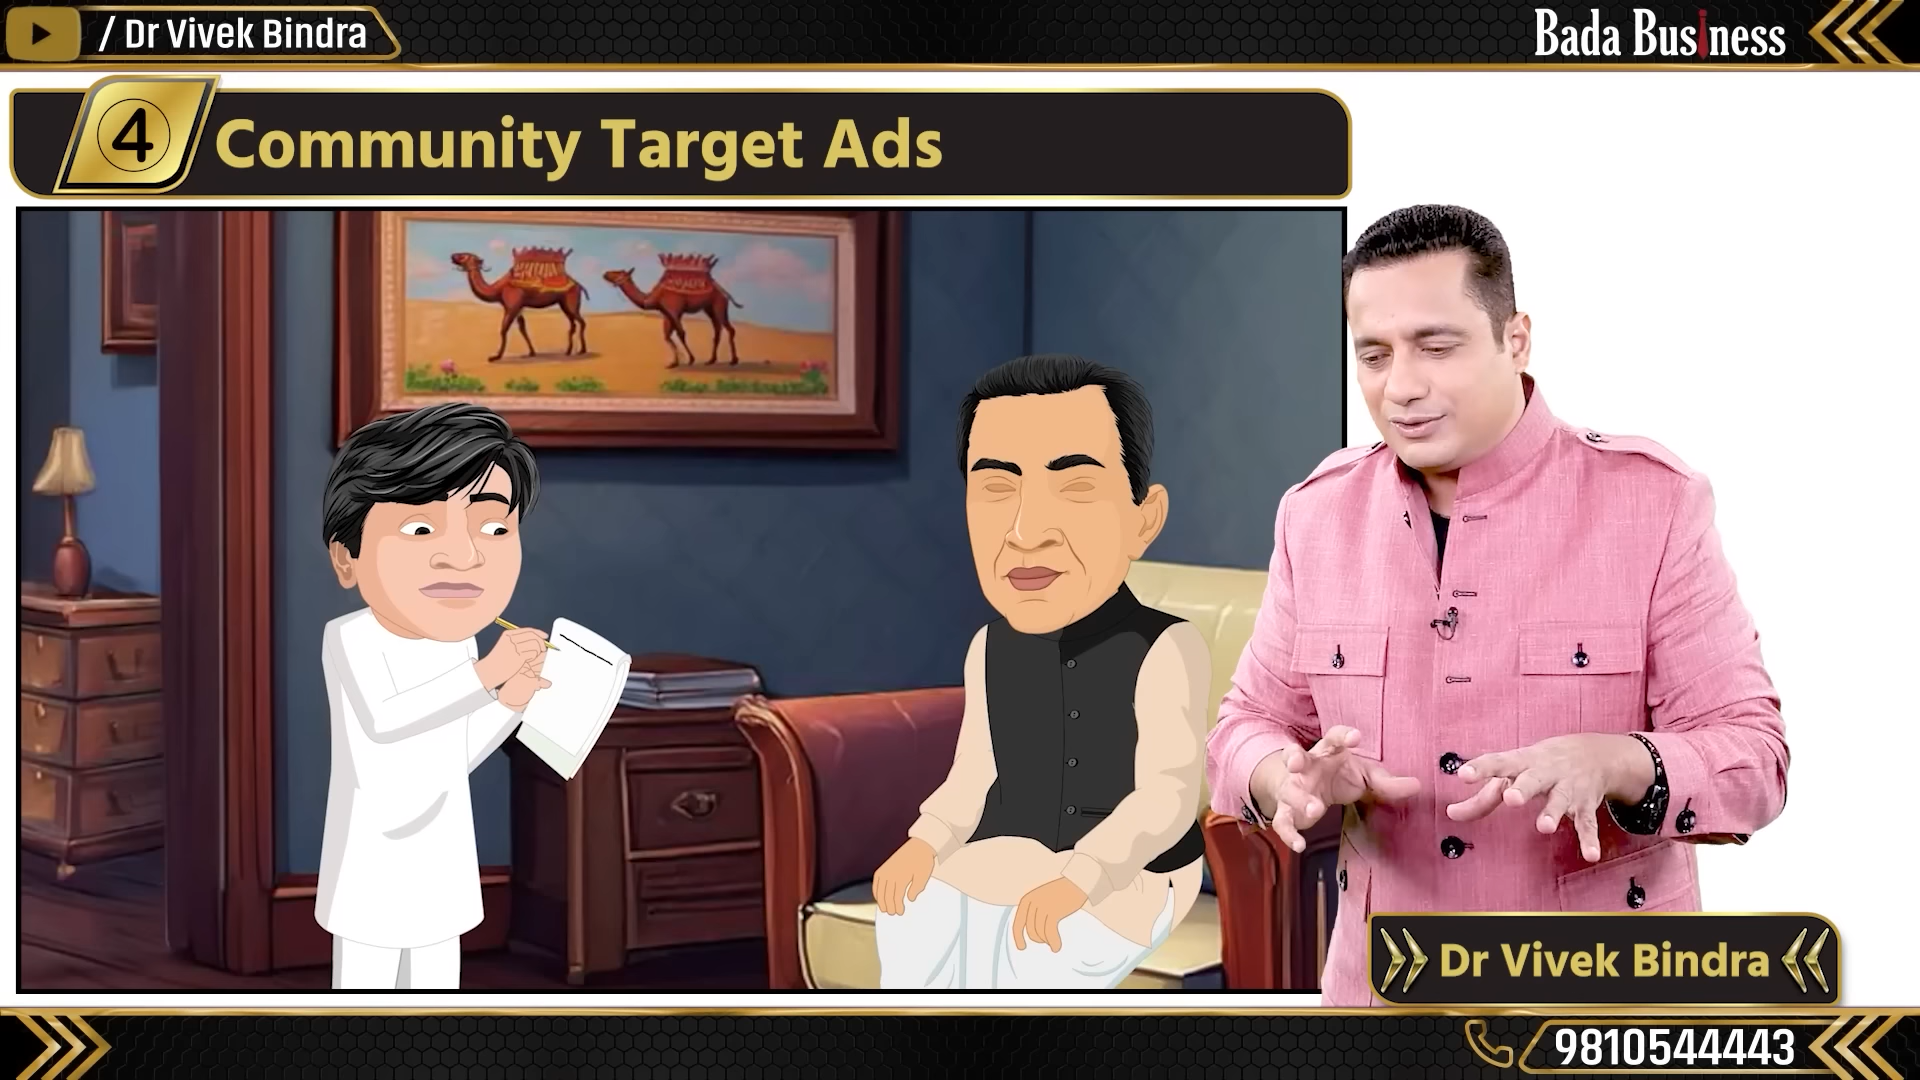 / Dr Vivek Bindra
Bada Business
4 Community Target Ads
Dr Vivek Bindra
9810544443